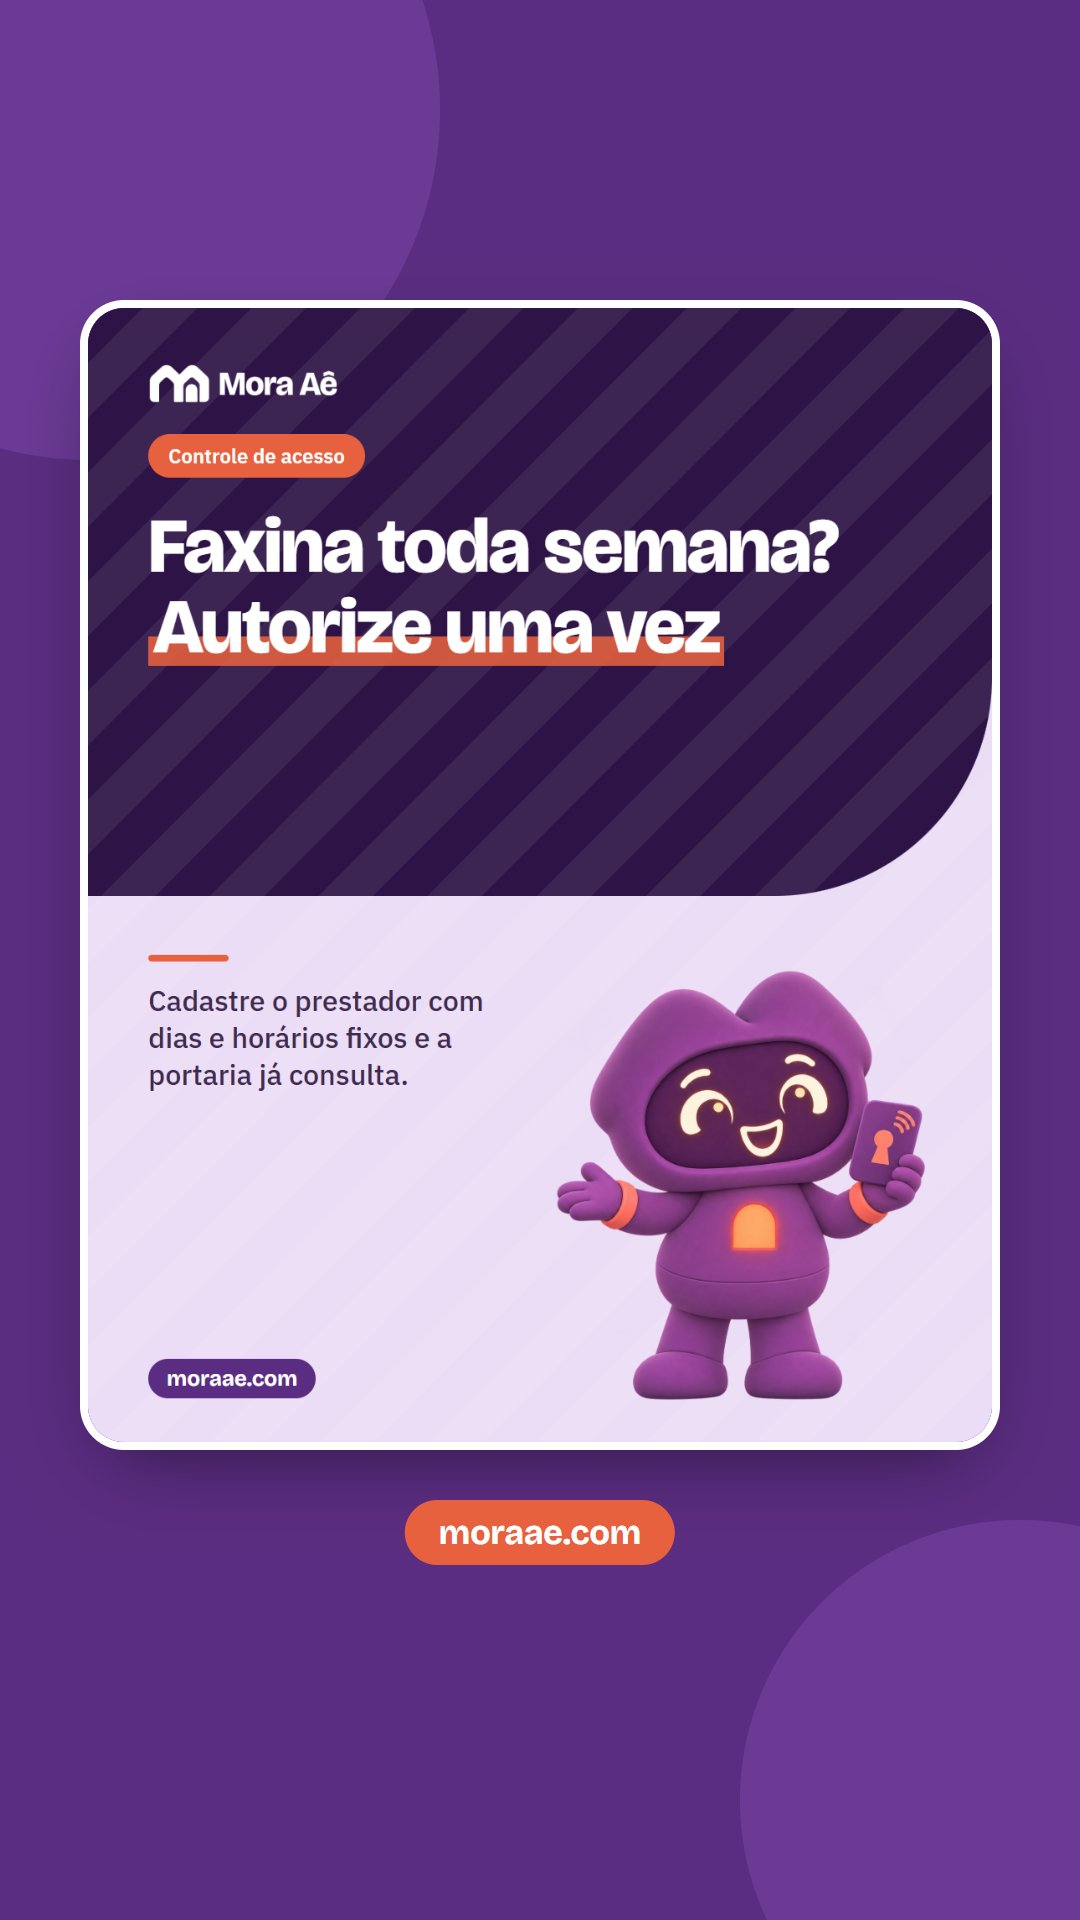 Mora Aê
Controle de acesso
Faxina toda semana?
Autorize uma vez
Cadastre o prestador com
dias e horários fixos e a
portaria já consulta.
moraae.com
moraae.com